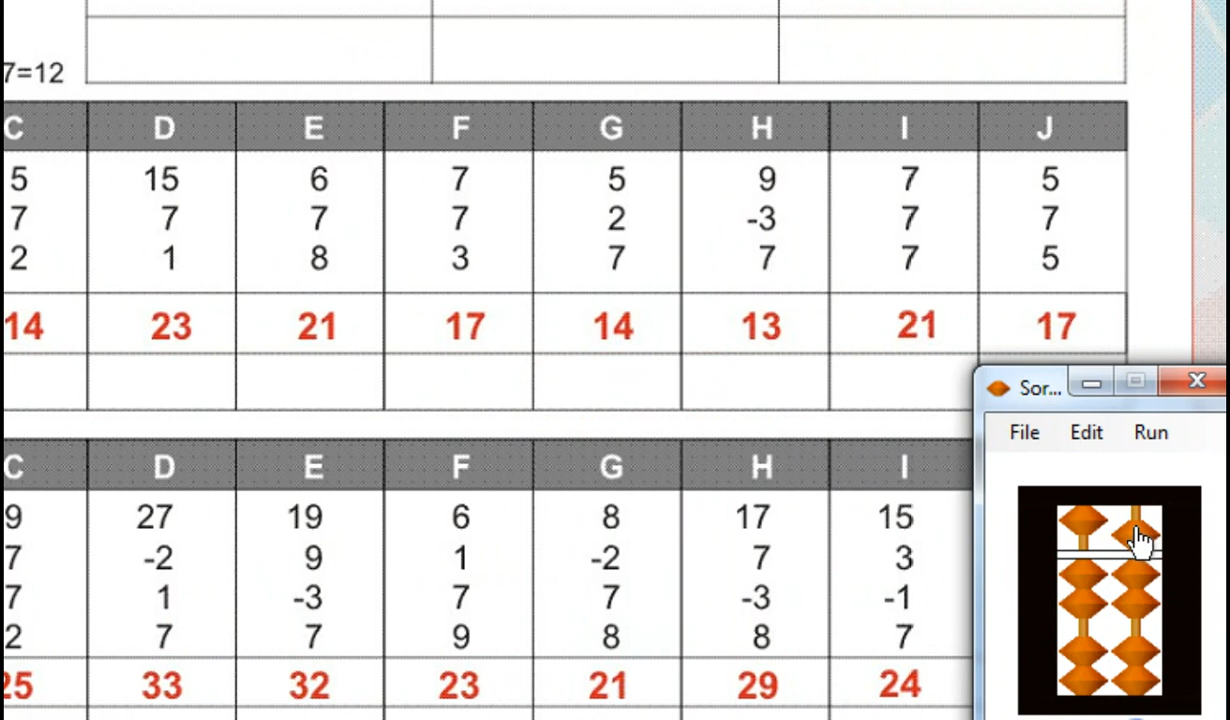 7=12
C D E F G H I J
5 15 6 7 5 9 7 5
7 7 7 7 2 -3 7 7
2 1 8 3 7 7 7 5
14 23 21 17 14 13 21 17
Sor...
File Edit Run
C D E F G H I
9 27 19 6 8 17 15
7 -2 9 1 -2 7 3
7 1 -3 7 7 -3 -1
2 7 7 9 8 8 7
25 33 32 23 21 29 24